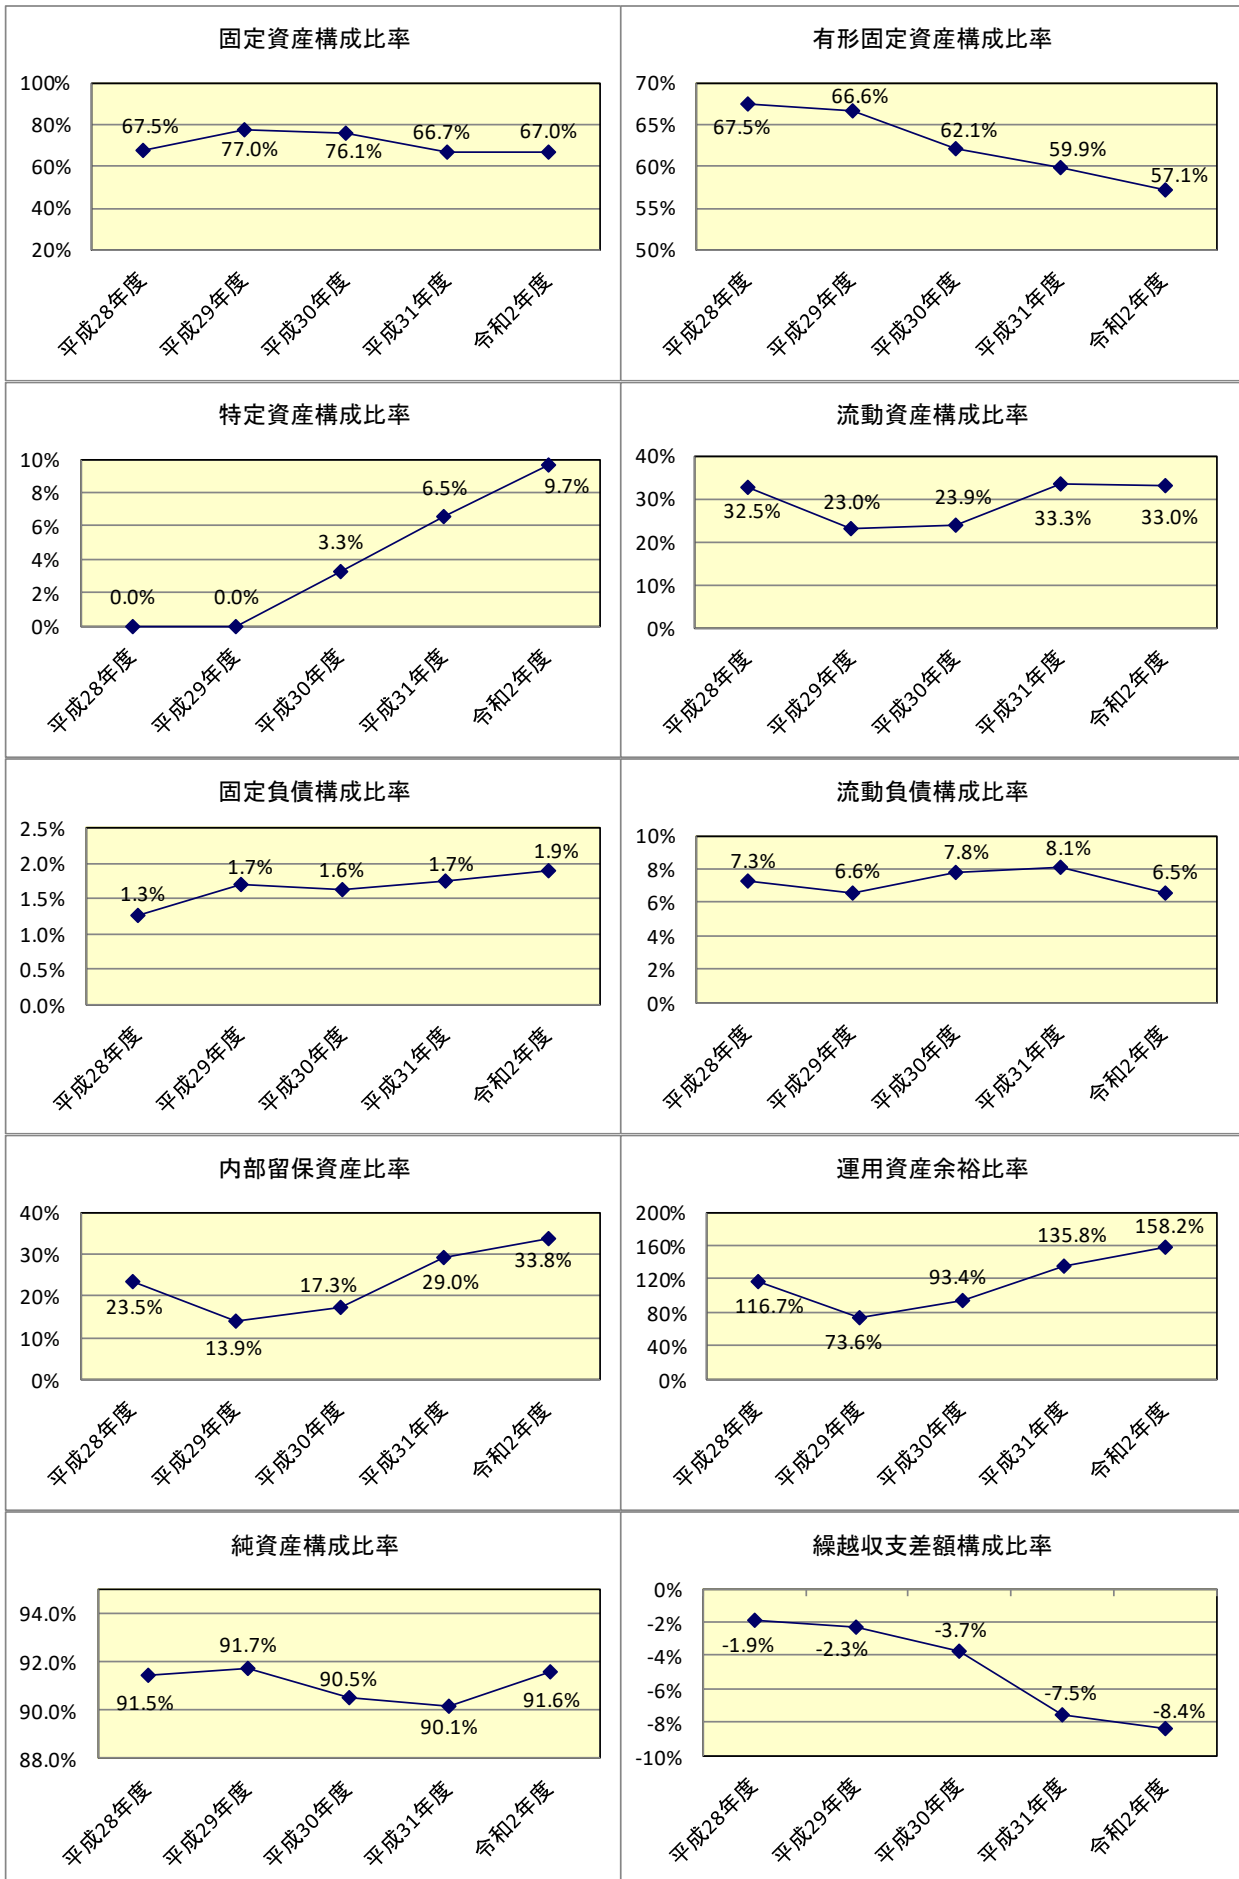 固定資産構成比率
100%
80%
60%
40%
20%
67.5%
77.0%
76.1%
66.7%
67.0%
平成28年度
平成29年度
平成30年度
平成31年度
令和2年度
有形固定資産構成比率
70%
65%
60%
55%
50%
67.5%
66.6%
62.1%
59.9%
57.1%
平成28年度
平成29年度
平成30年度
平成31年度
令和2年度
特定資産構成比率
10%
8%
6%
4%
2%
0%
0.0%
0.0%
3.3%
6.5%
9.7%
平成28年度
平成29年度
平成30年度
平成31年度
令和2年度
流動資産構成比率
40%
30%
20%
10%
0%
32.5%
23.0%
23.9%
33.3%
33.0%
平成28年度
平成29年度
平成30年度
平成31年度
令和2年度
固定負債構成比率
2.5%
2.0%
1.5%
1.0%
0.5%
0.0%
1.3%
1.7%
1.6%
1.7%
1.9%
平成28年度
平成29年度
平成30年度
平成31年度
令和2年度
流動負債構成比率
10%
8%
6%
4%
2%
0%
7.3%
6.6%
7.8%
8.1%
6.5%
平成28年度
平成29年度
平成30年度
平成31年度
令和2年度
内部留保資産比率
40%
30%
20%
10%
0%
23.5%
13.9%
17.3%
29.0%
33.8%
平成28年度
平成29年度
平成30年度
平成31年度
令和2年度
運用資産余裕比率
200%
160%
120%
80%
40%
0%
116.7%
73.6%
93.4%
135.8%
158.2%
平成28年度
平成29年度
平成30年度
平成31年度
令和2年度
純資産構成比率
94.0%
92.0%
90.0%
88.0%
91.5%
91.7%
90.5%
90.1%
91.6%
平成28年度
平成29年度
平成30年度
平成31年度
令和2年度
繰越収支差額構成比率
0%
-2%
-4%
-6%
-8%
-10%
-1.9%
-2.3%
-3.7%
-7.5%
-8.4%
平成28年度
平成29年度
平成30年度
平成31年度
令和2年度